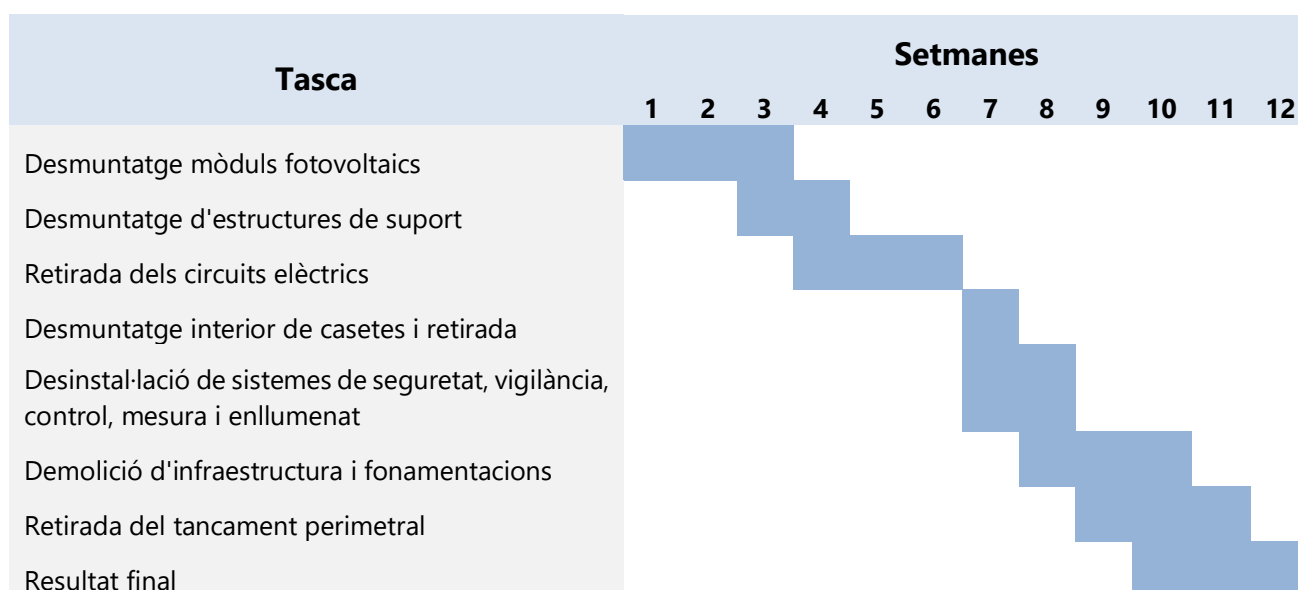 Tasca
Setmanes
1 2 3 4 5 6 7 8 9 10 11 12
Desmuntatge mòduls fotovoltaics
Desmuntatge d'estructures de suport
Retirada dels circuits elèctrics
Desmuntatge interior de casetes i retirada
Desinstal·lació de sistemes de seguretat, vigilància,
control, mesura i enllumenat
Demolició d'infraestructura i fonamentacions
Retirada del tancament perimetral
Resultat final